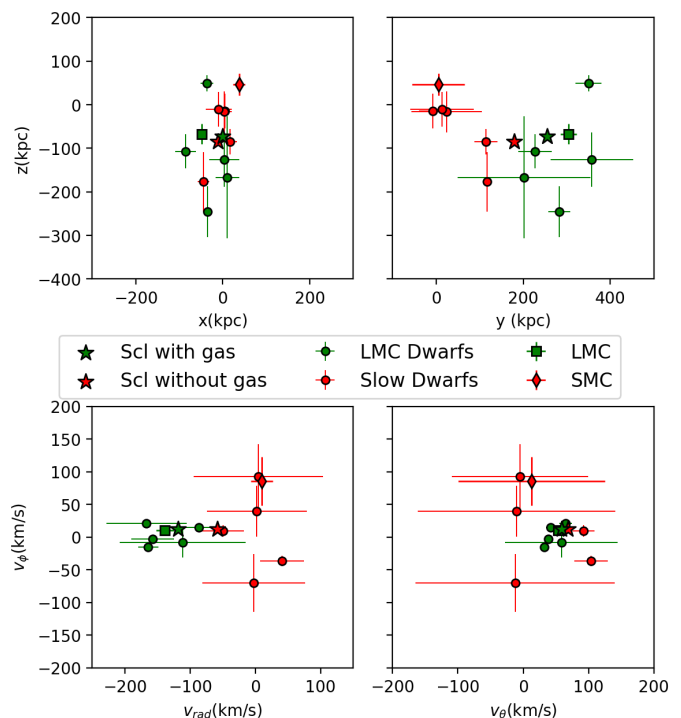 200
100
0
−100
−200
−300
−400
z(kpc)
−200 0 200
x(kpc)
0 200 400
y (kpc)
Scl with gas LMC Dwarfs LMC
Scl without gas Slow Dwarfs SMC
200
150
100
50
0
−50
−100
−150
−200
v_ϕ(km/s)
−200 −100 0 100
v_rad(km/s)
−200 −100 0 100 200
v_θ(km/s)